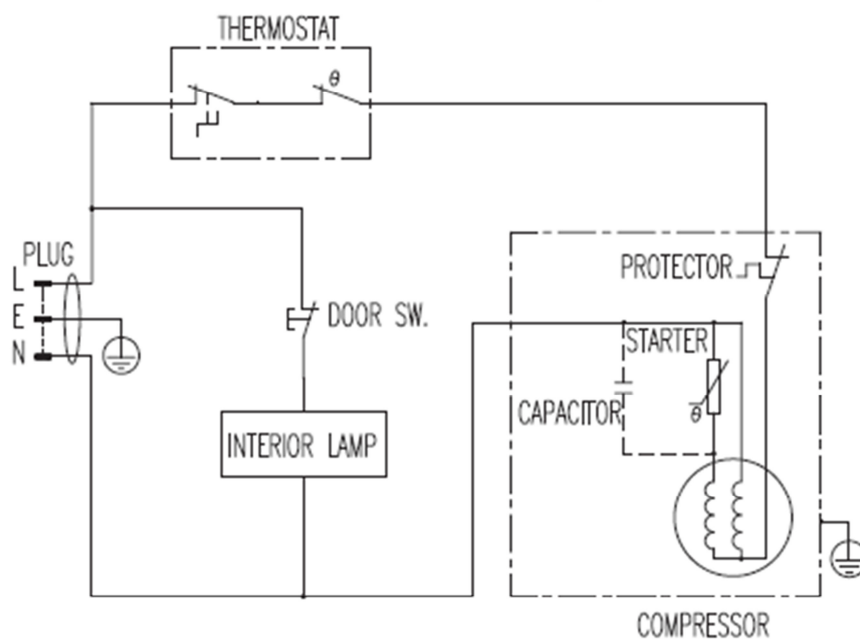 THERMOSTAT
θ
PLUG
L
E
N
DOOR SW.
INTERIOR LAMP
PROTECTOR
STARTER
CAPACITOR
θ
COMPRESSOR